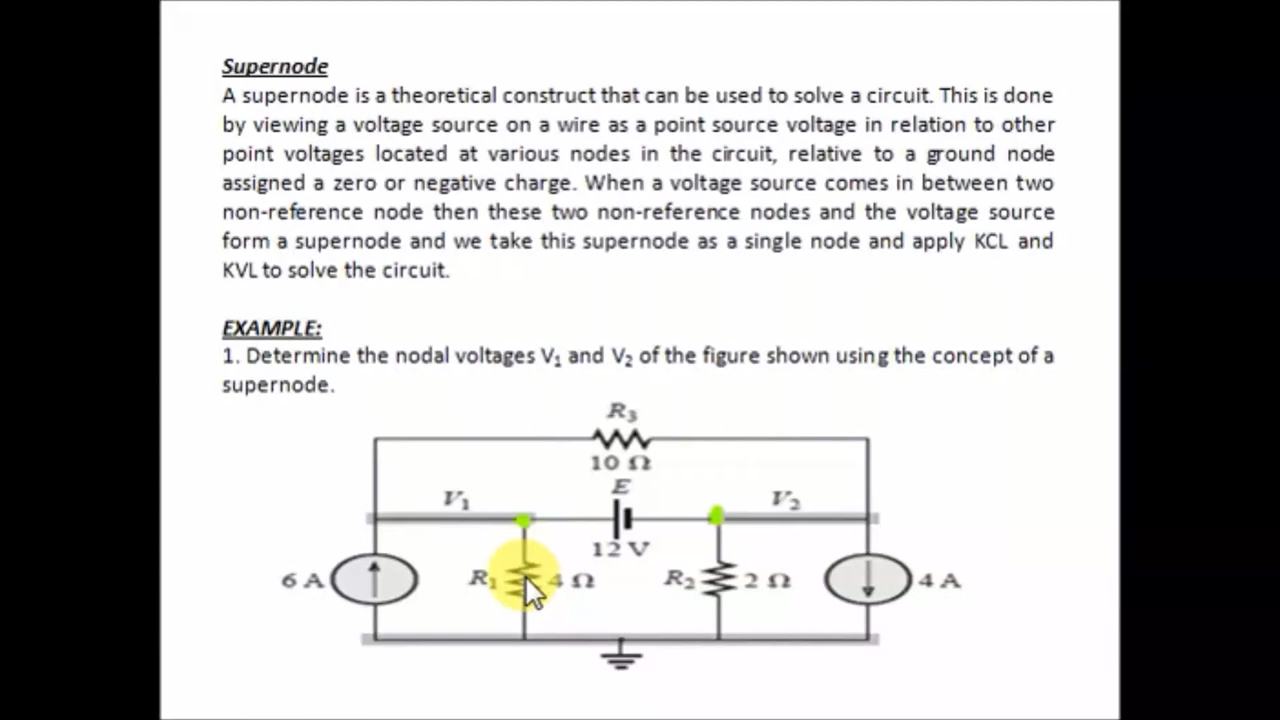 Supernode
A supernode is a theoretical construct that can be used to solve a circuit. This is done
by viewing a voltage source on a wire as a point source voltage in relation to other
point voltages located at various nodes in the circuit, relative to a ground node
assigned a zero or negative charge. When a voltage source comes in between two
non-reference node then these two non-reference nodes and the voltage source
form a supernode and we take this supernode as a single node and apply KCL and
KVL to solve the circuit.
EXAMPLE:
1. Determine the nodal voltages V₁ and V₂ of the figure shown using the concept of a
supernode.
R₃
10 Ω
E
V₁
V₂
12 V
6 A
R₁
4 Ω
R₂
2 Ω
4 A